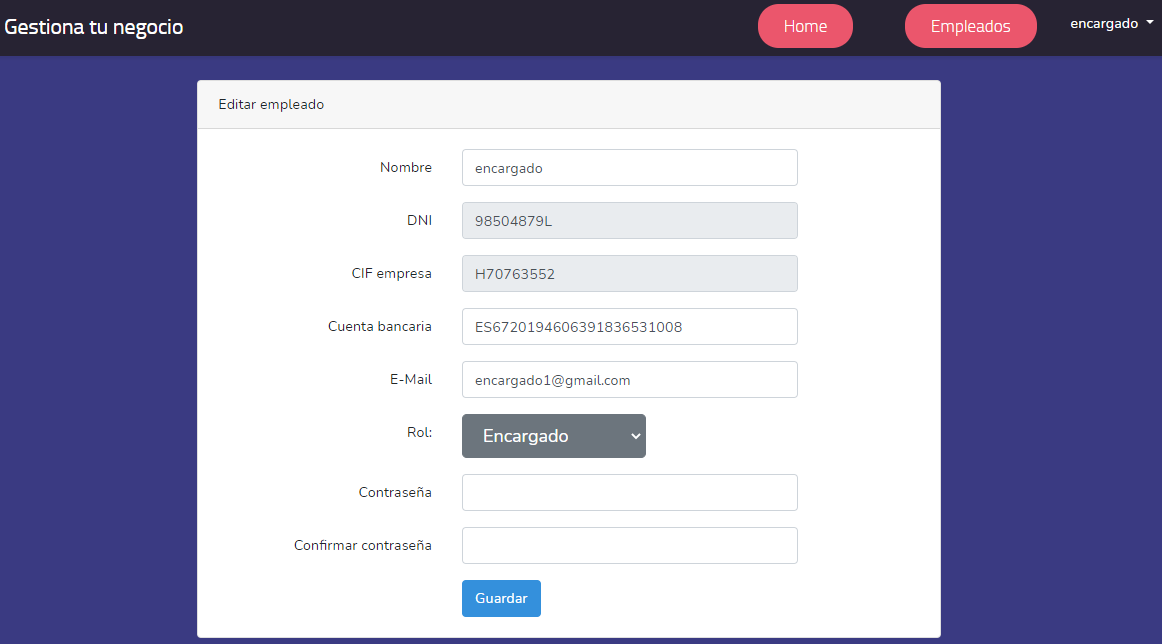 Gestiona tu negocio
Home
Empleados
encargado
Editar empleado
Nombre
encargado
DNI
98504879L
CIF empresa
H70763552
Cuenta bancaria
ES6720194606391836531008
E-Mail
encargado1@gmail.com
Rol:
Encargado
Contraseña
Confirmar contraseña
Guardar